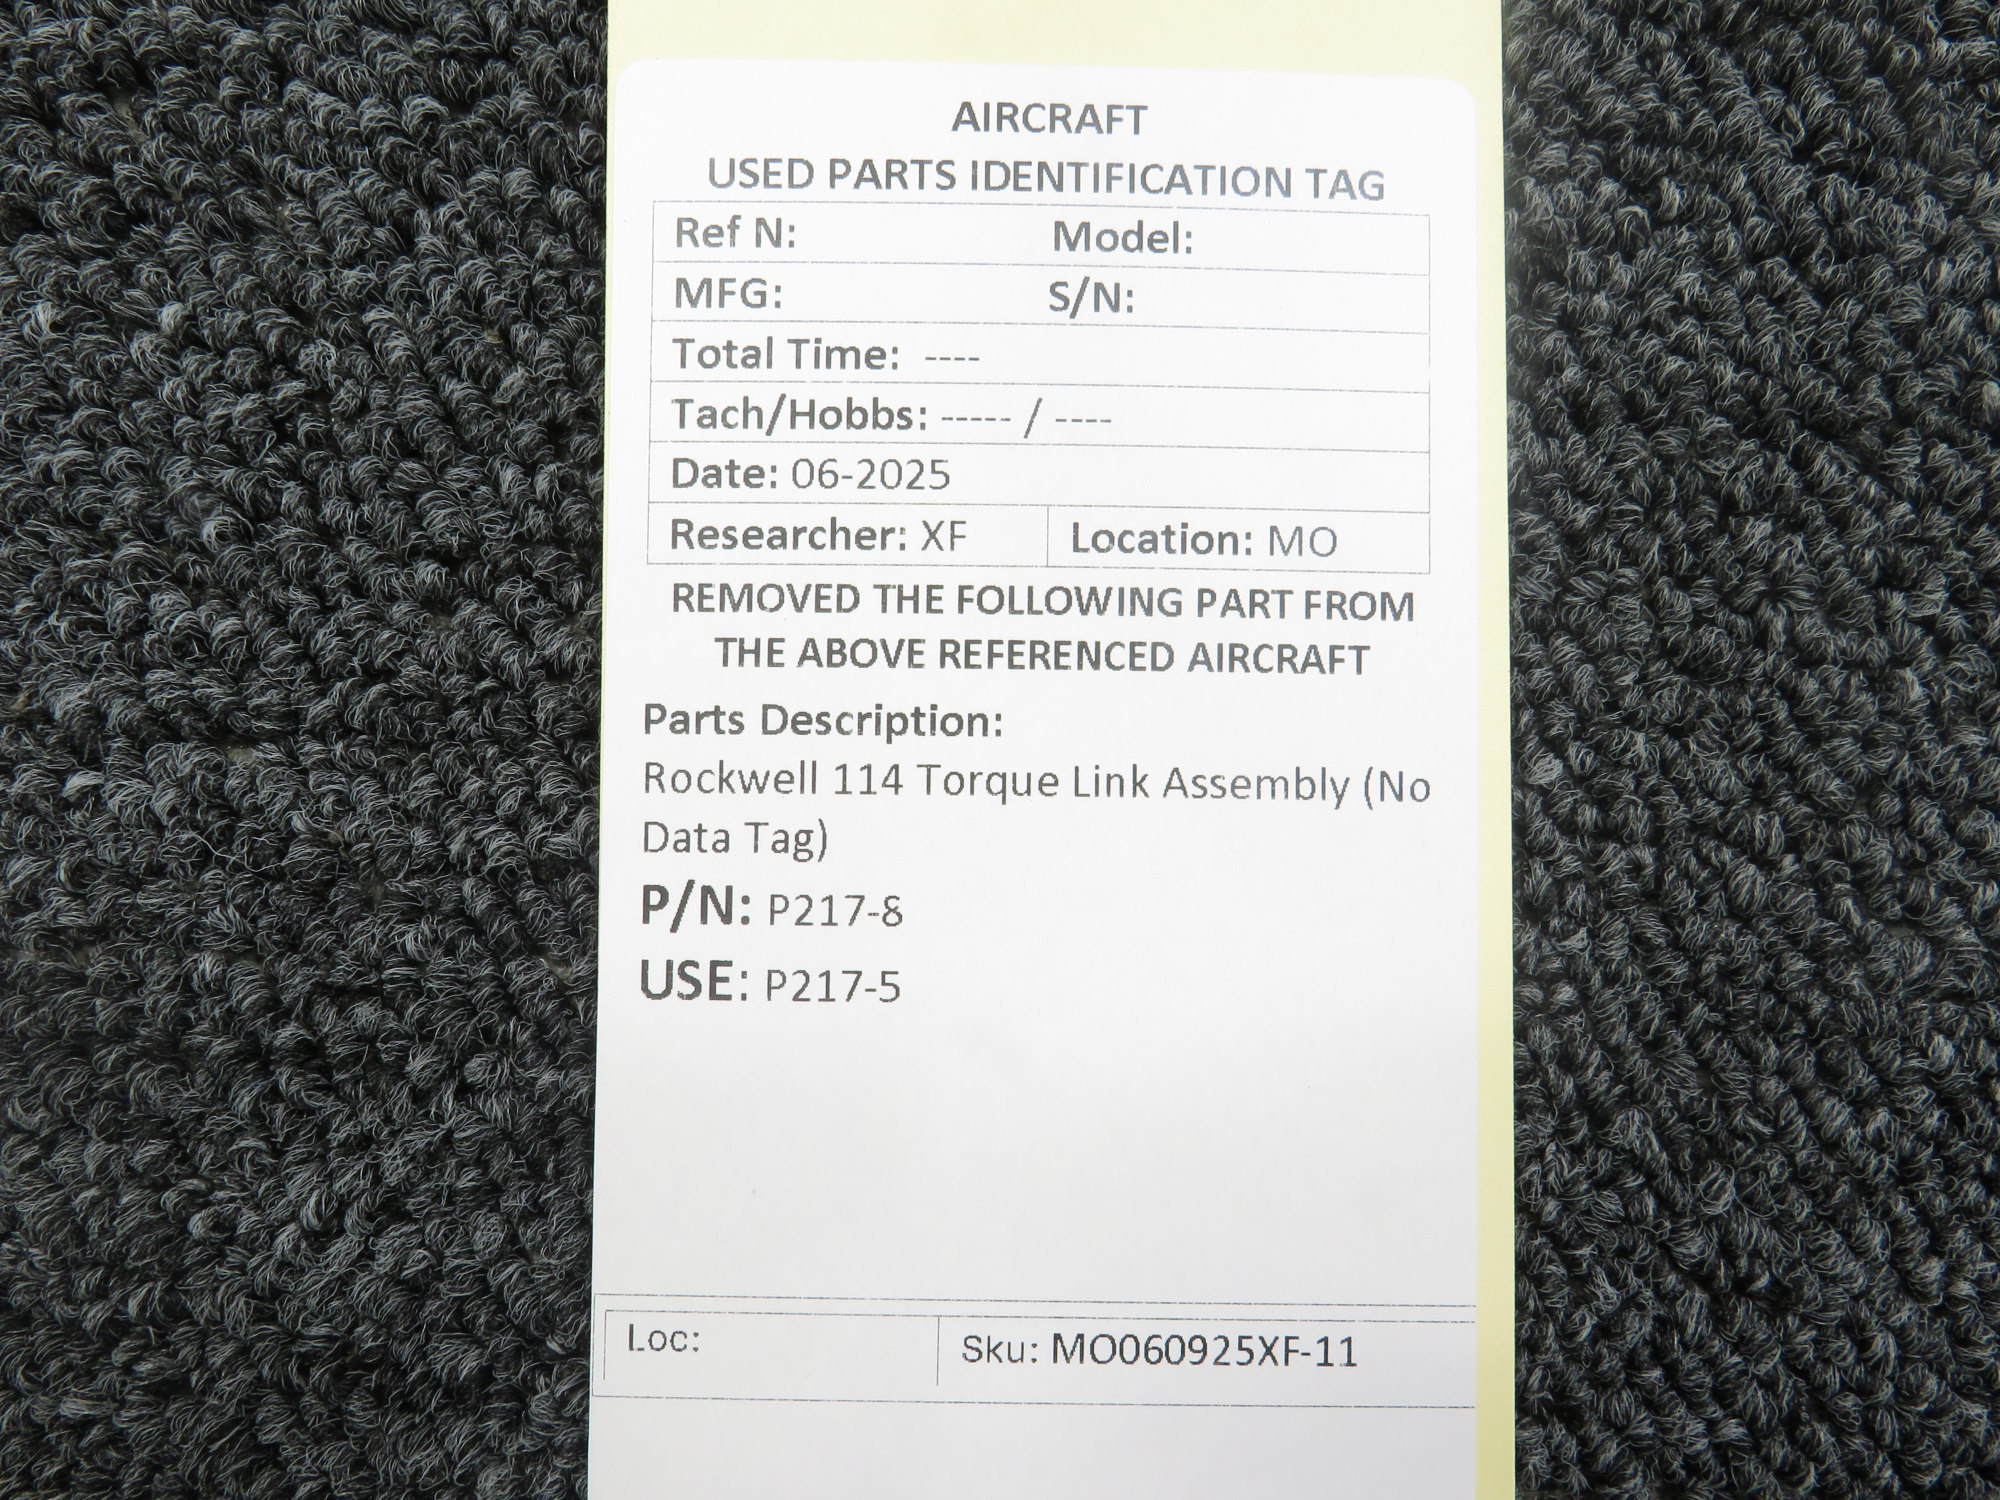 AIRCRAFT
USED PARTS IDENTIFICATION TAG
Ref N: Model:
MFG: S/N:
Total Time: ----
Tach/Hobbs: ----- / ----
Date: 06-2025
Researcher: XF Location: MO
REMOVED THE FOLLOWING PART FROM
THE ABOVE REFERENCED AIRCRAFT
Parts Description:
Rockwell 114 Torque Link Assembly (No
Data Tag)
P/N: P217-8
USE: P217-5
Loc: Sku: MO060925XF-11